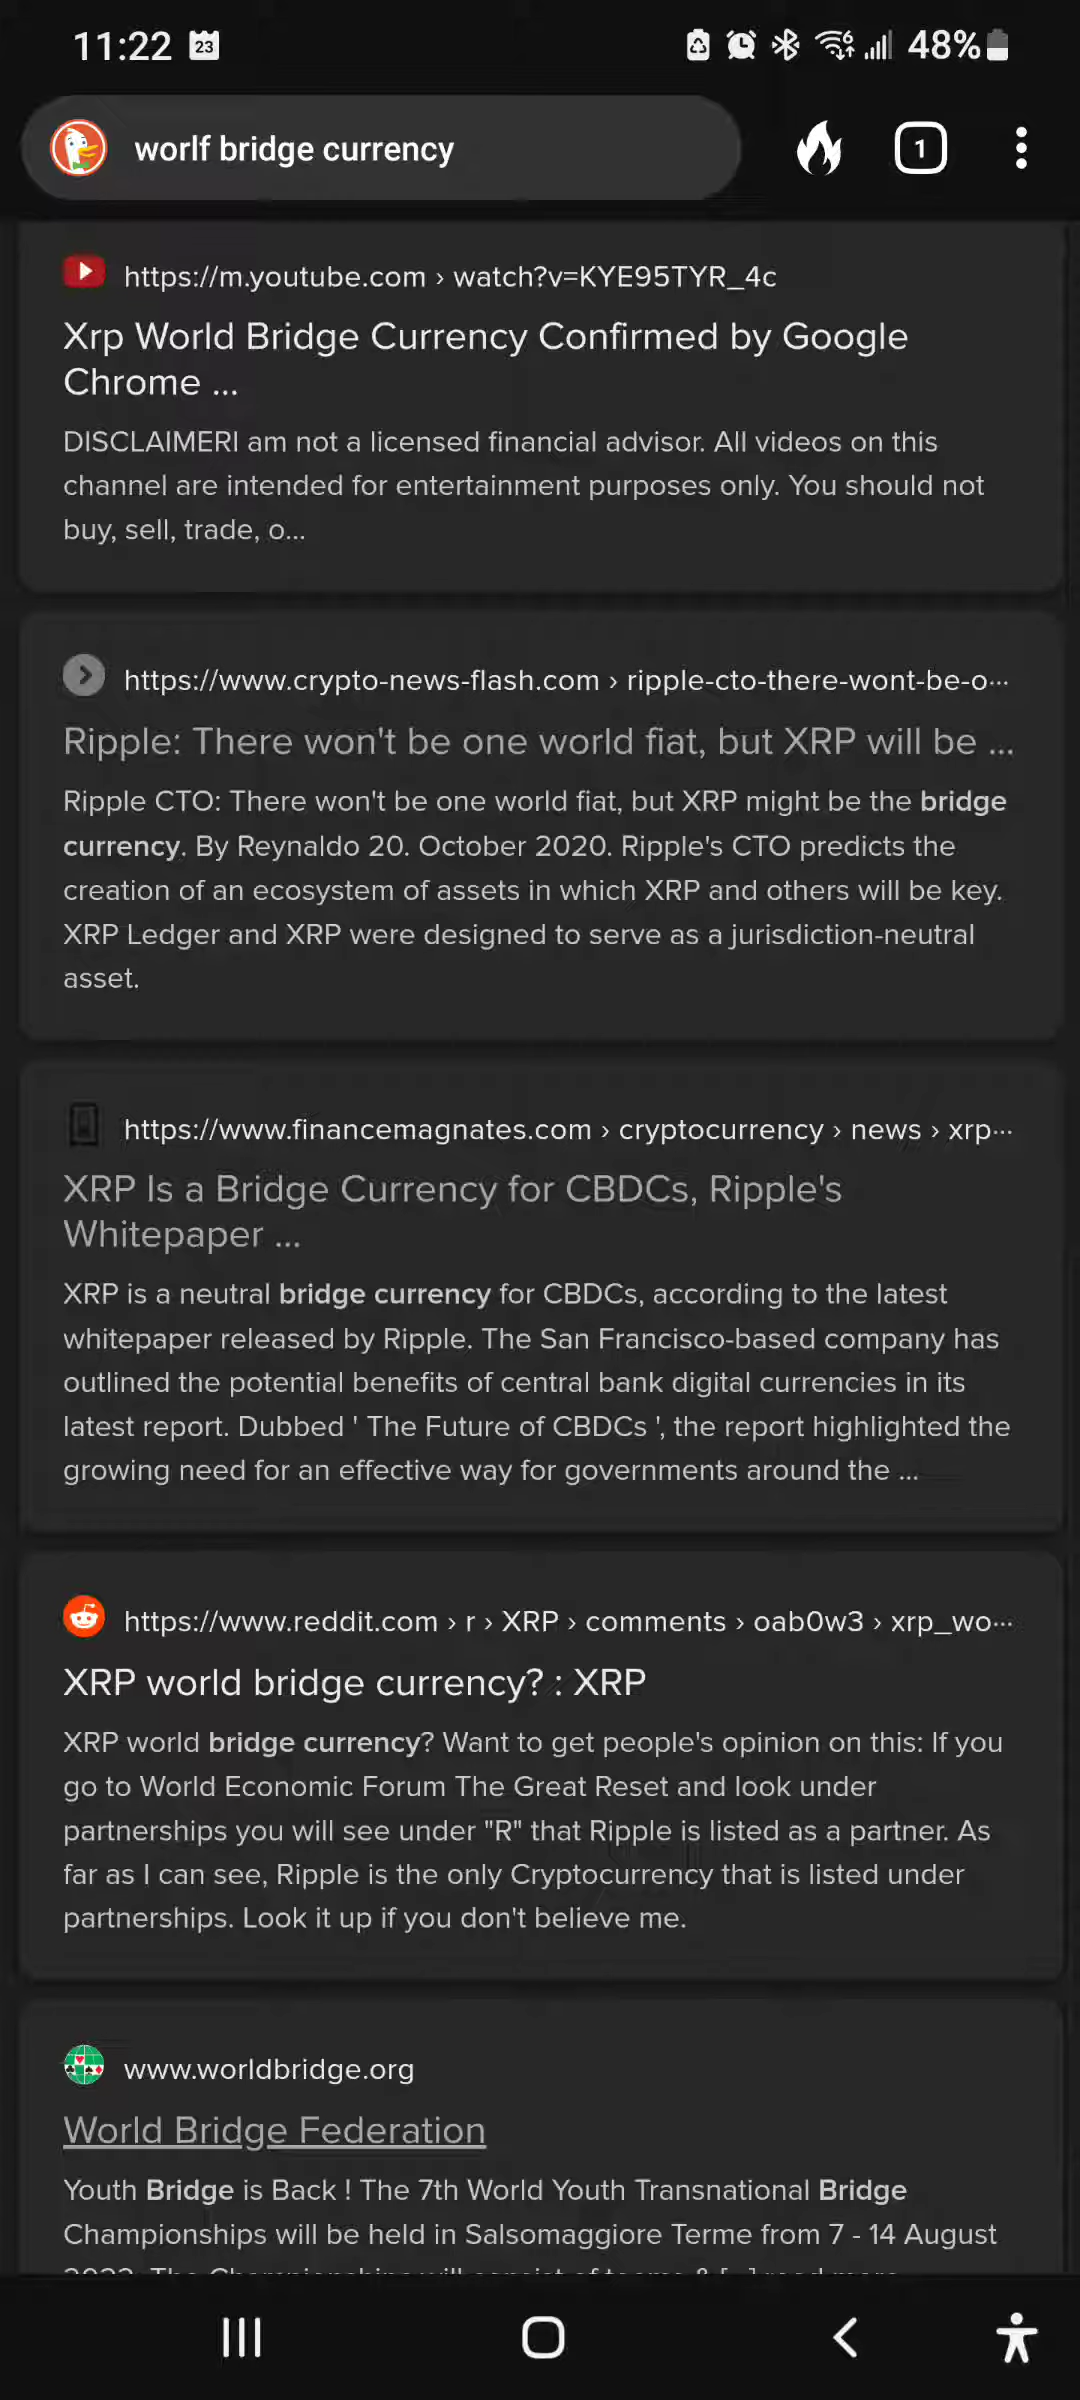 11:22 23 48%
worlf bridge currency 1
https://m.youtube.com › watch?v=KYE95TYR_4c
Xrp World Bridge Currency Confirmed by Google
Chrome ...
DISCLAIMERI am not a licensed financial advisor. All videos on this
channel are intended for entertainment purposes only. You should not
buy, sell, trade, o...
https://www.crypto-news-flash.com › ripple-cto-there-wont-be-o...
Ripple: There won't be one world fiat, but XRP will be ...
Ripple CTO: There won't be one world fiat, but XRP might be the bridge
currency. By Reynaldo 20. October 2020. Ripple's CTO predicts the
creation of an ecosystem of assets in which XRP and others will be key.
XRP Ledger and XRP were designed to serve as a jurisdiction-neutral
asset.
https://www.financemagnates.com › cryptocurrency › news › xrp...
XRP Is a Bridge Currency for CBDCs, Ripple's
Whitepaper ...
XRP is a neutral bridge currency for CBDCs, according to the latest
whitepaper released by Ripple. The San Francisco-based company has
outlined the potential benefits of central bank digital currencies in its
latest report. Dubbed ' The Future of CBDCs ', the report highlighted the
growing need for an effective way for governments around the ...
https://www.reddit.com › r › XRP › comments › oab0w3 › xrp_wo...
XRP world bridge currency? : XRP
XRP world bridge currency? Want to get people's opinion on this: If you
go to World Economic Forum The Great Reset and look under
partnerships you will see under "R" that Ripple is listed as a partner. As
far as I can see, Ripple is the only Cryptocurrency that is listed under
partnerships. Look it up if you don't believe me.
www.worldbridge.org
World Bridge Federation
Youth Bridge is Back ! The 7th World Youth Transnational Bridge
Championships will be held in Salsomaggiore Terme from 7 - 14 August